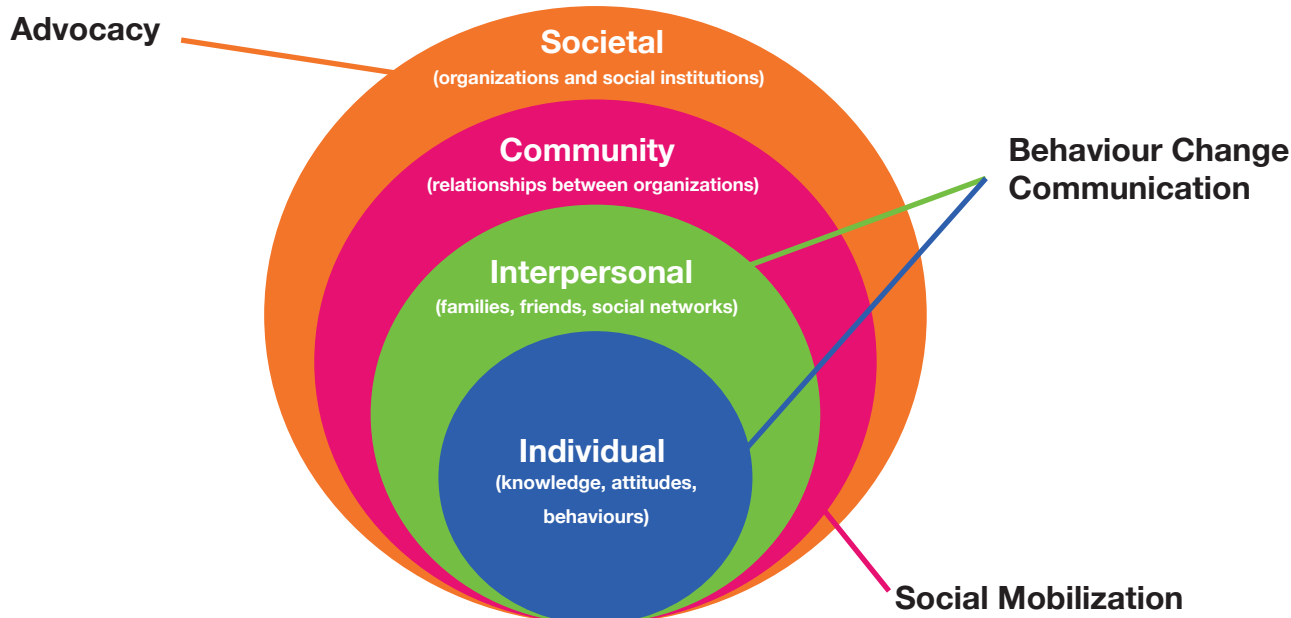 Advocacy
Societal
(organizations and social institutions)
Community
(relationships between organizations)
Behaviour Change
Communication
Interpersonal
(families, friends, social networks)
Individual
(knowledge, attitudes,
behaviours)
Social Mobilization